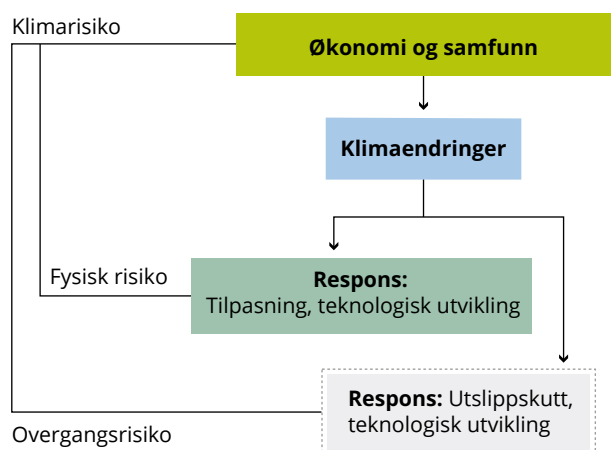 Klimarisiko
Økonomi og samfunn
Klimaendringer
Fysisk risiko
Respons:
Tilpasning, teknologisk utvikling
Respons: Utslippskutt,
teknologisk utvikling
Overgangsrisiko